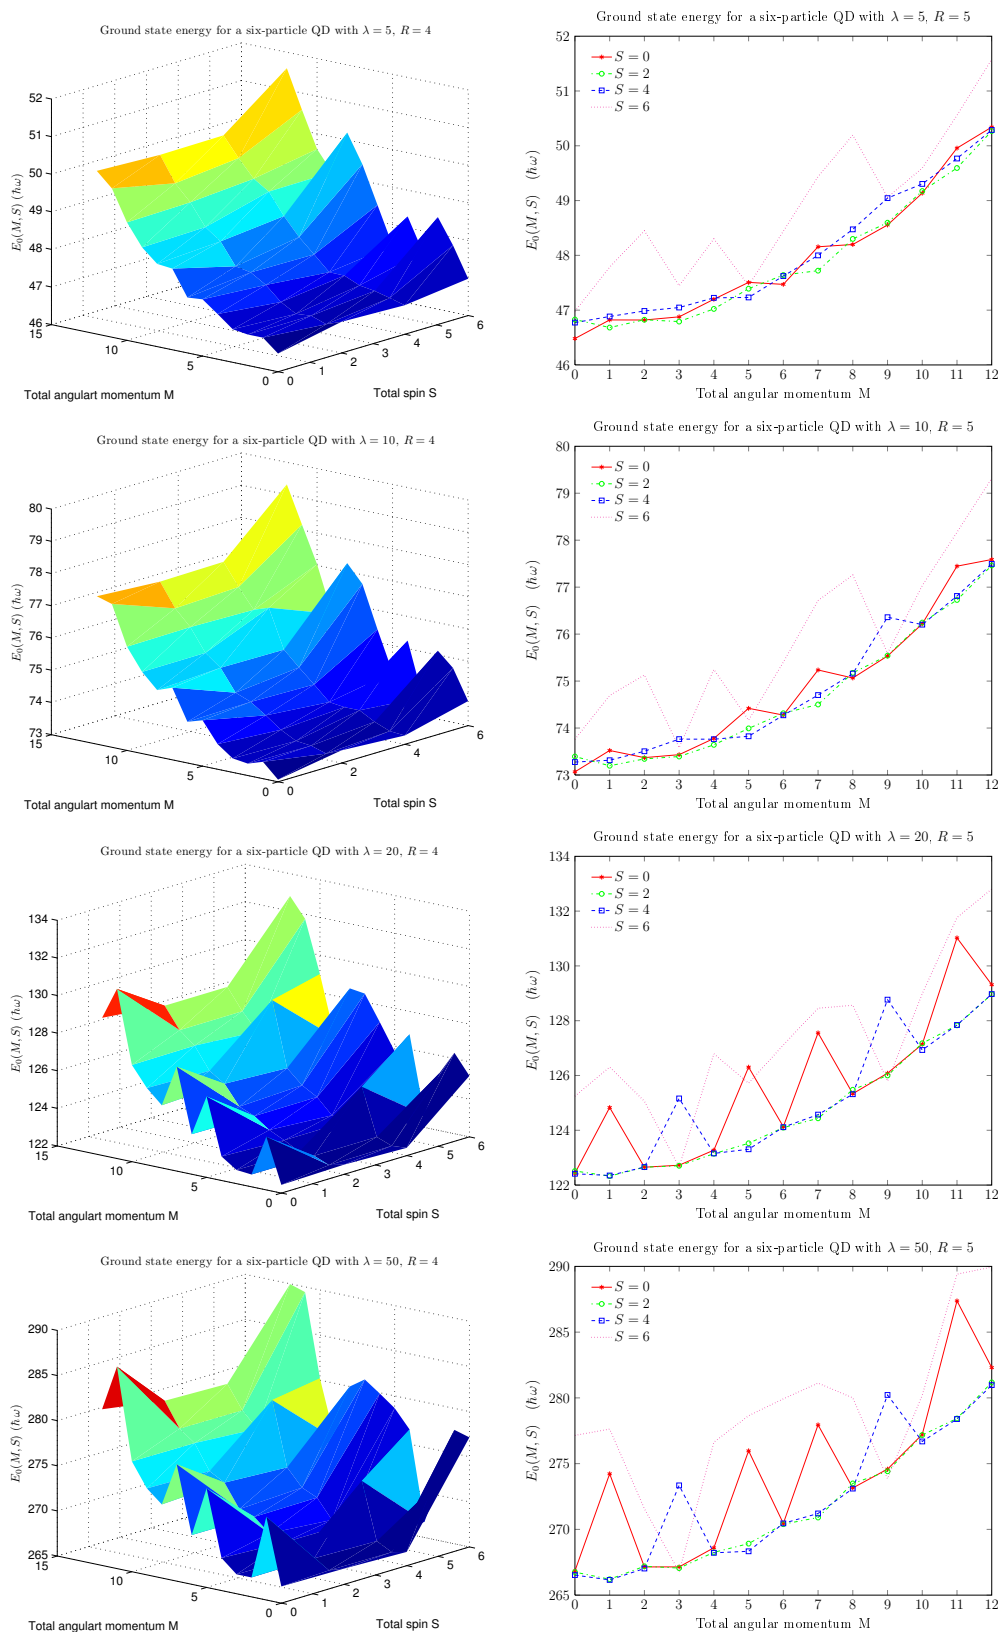 Ground state energy for a six-particle QD with λ = 5, R = 4
52
51
50
49
48
47
46
E₀(M, S) (ħω)
15
10
5
0
0
1
2
3
4
5
6
Total angulart momentum M
Total spin S
Ground state energy for a six-particle QD with λ = 5, R = 5
52
51
50
49
48
47
46
E₀(M, S) (ħω)
S = 0
S = 2
S = 4
S = 6
0 1 2 3 4 5 6 7 8 9 10 11 12
Total angular momentum M
Ground state energy for a six-particle QD with λ = 10, R = 4
80
79
78
77
76
75
74
73
E₀(M, S) (ħω)
15
10
5
0
0
2
4
6
Total angulart momentum M
Total spin S
Ground state energy for a six-particle QD with λ = 10, R = 5
80
79
78
77
76
75
74
73
E₀(M, S) (ħω)
S = 0
S = 2
S = 4
S = 6
0 1 2 3 4 5 6 7 8 9 10 11 12
Total angular momentum M
Ground state energy for a six-particle QD with λ = 20, R = 4
134
132
130
128
126
124
122
E₀(M, S) (ħω)
15
10
5
0
0
1
2
3
4
5
6
Total angulart momentum M
Total spin S
Ground state energy for a six-particle QD with λ = 20, R = 5
134
132
130
128
126
124
122
E₀(M, S) (ħω)
S = 0
S = 2
S = 4
S = 6
0 1 2 3 4 5 6 7 8 9 10 11 12
Total angular momentum M
Ground state energy for a six-particle QD with λ = 50, R = 4
290
285
280
275
270
265
E₀(M, S) (ħω)
15
10
5
0
0
1
2
3
4
5
6
Total angulart momentum M
Total spin S
Ground state energy for a six-particle QD with λ = 50, R = 5
290
285
280
275
270
265
E₀(M, S) (ħω)
S = 0
S = 2
S = 4
S = 6
0 1 2 3 4 5 6 7 8 9 10 11 12
Total angular momentum M